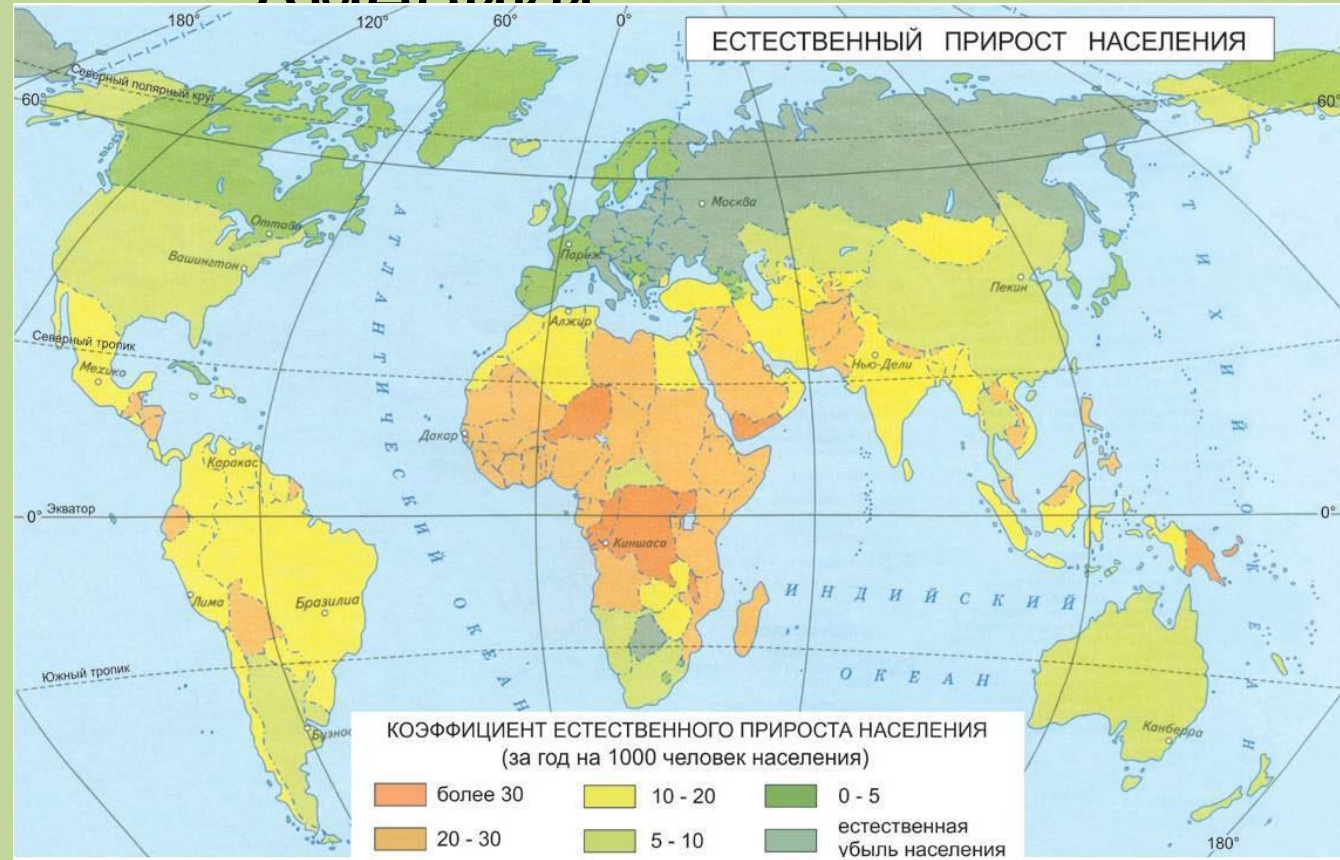 180°
120°
60°
0°
ЕСТЕСТВЕННЫЙ ПРИРОСТ НАСЕЛЕНИЯ
Северный полярный круг
60°
60°
Москва
Оттава
Вашингтон
Париж
Пекин
Алжир
Северный тропик
Мехико
Нью-Дели
Дакар
Каракас
АТЛАНТИЧЕСКИЙ ОКЕАН
ТИХИЙ ОКЕАН
0° Экватор
0°
Киншаса
Лима
Бразилиа
ИНДИЙСКИЙ
ОКЕАН
Южный тропик
Канберра
КОЭФФИЦИЕНТ ЕСТЕСТВЕННОГО ПРИРОСТА НАСЕЛЕНИЯ
(за год на 1000 человек населения)
более 30
10 - 20
0 - 5
20 - 30
5 - 10
естественная
убыль населения
180°